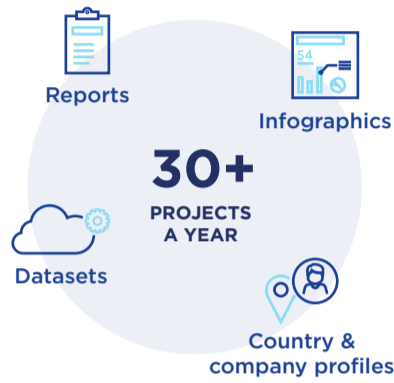 Reports
54
Infographics
30+
PROJECTS
A YEAR
Datasets
Country &
company profiles